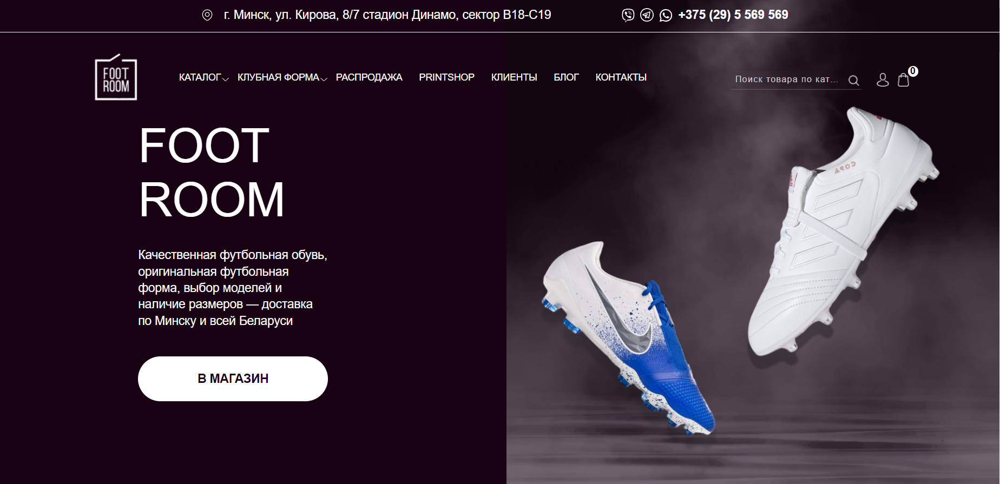 г. Минск, ул. Кирова, 8/7 стадион Динамо, сектор В18-С19
+375 (29) 5 569 569
FOOT
ROOM
КАТАЛОГ
КЛУБНАЯ ФОРМА
РАСПРОДАЖА
PRINTSHOP
КЛИЕНТЫ
БЛОГ
КОНТАКТЫ
Поиск товара по кат...
0
FOOT
ROOM
Качественная футбольная обувь,
оригинальная футбольная
форма, выбор моделей и
наличие размеров — доставка
по Минску и всей Беларуси
В МАГАЗИН
COPA